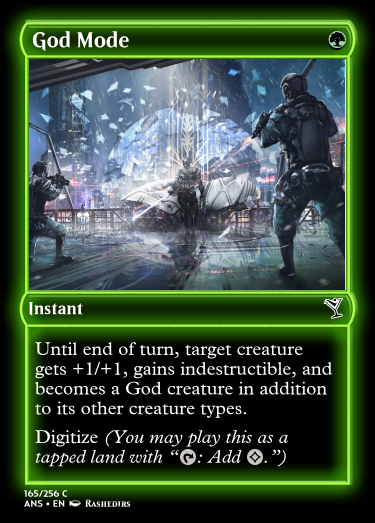 God Mode
Instant
Until end of turn, target creature
gets +1/+1, gains indestructible, and
becomes a God creature in addition
to its other creature types.
Digitize (You may play this as a
tapped land with “: Add .”)
165/256 C
ANS • EN Rashedjrs